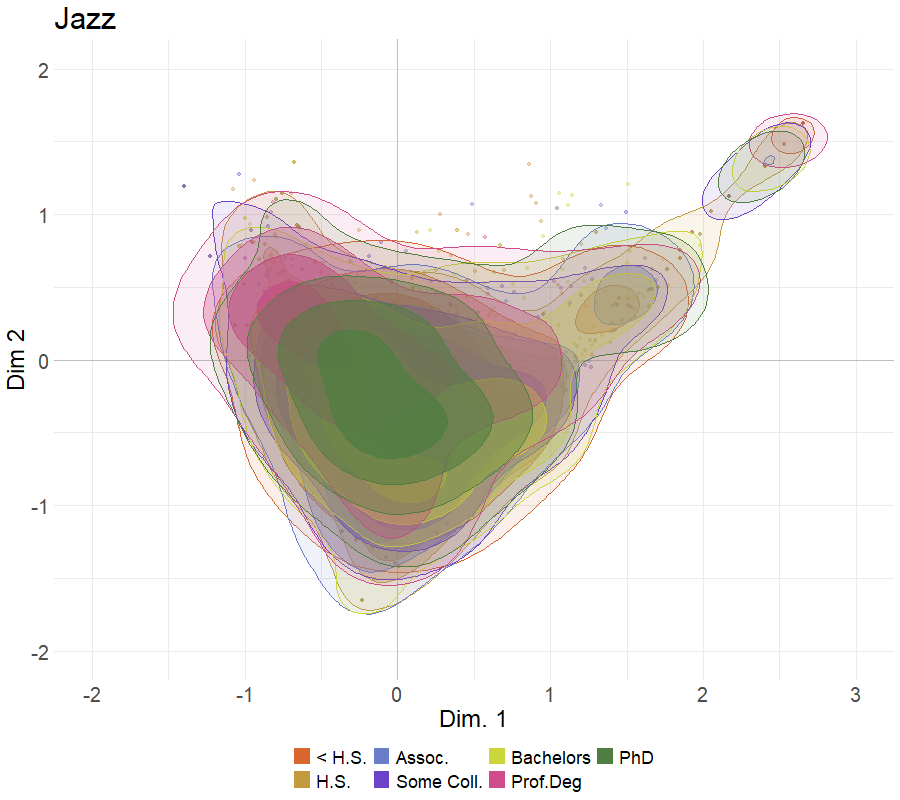 Jazz
2
1
0
-1
-2
Dim 2
-2 -1 0 1 2 3
Dim. 1
< H.S. Assoc. Bachelors PhD
H.S. Some Coll. Prof.Deg